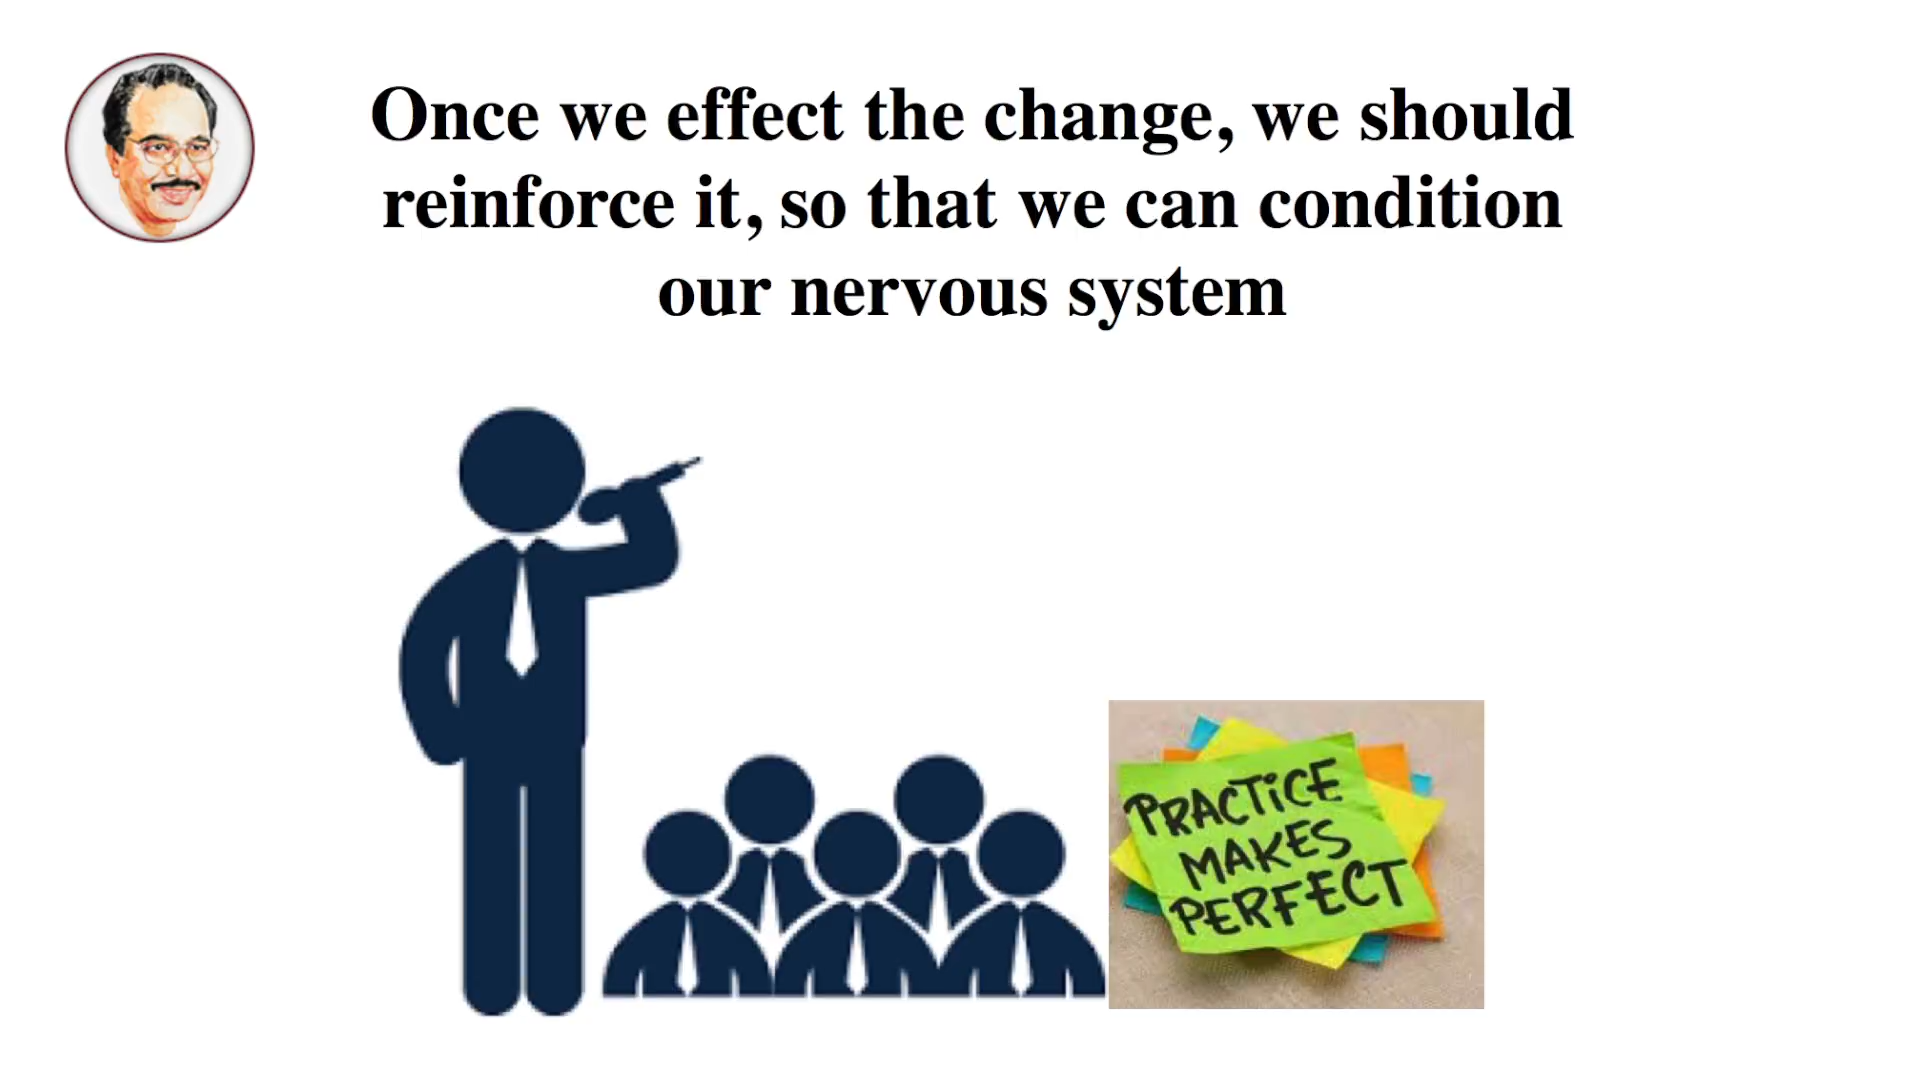 Once we effect the change, we should
reinforce it, so that we can condition
our nervous system
PRACTiCE
MAKES
PERFECT